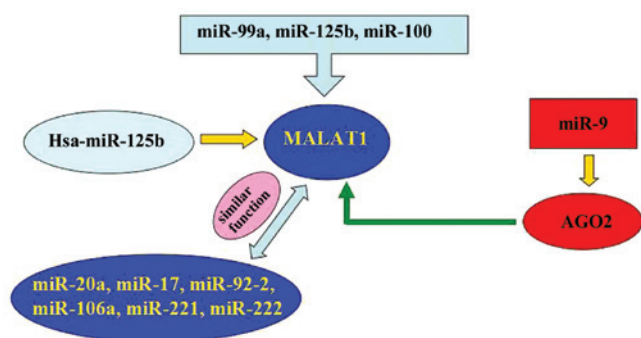 miR-99a, miR-125b, miR-100
Hsa-miR-125b
MALAT1
miR-9
similar
function
AGO2
miR-20a, miR-17, miR-92-2,
miR-106a, miR-221, miR-222